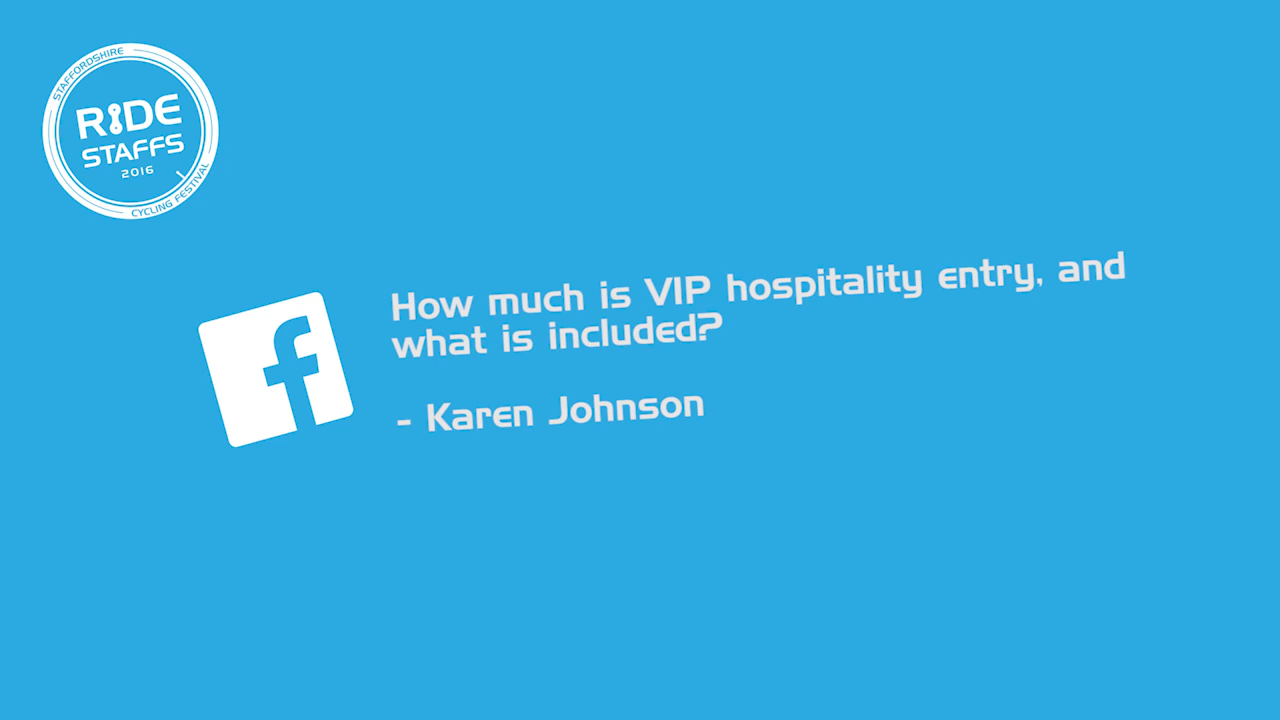 STAFFORDSHIRE
RIDE
STAFFS
2016
CYCLING FESTIVAL
How much is VIP hospitality entry, and
what is included?
- Karen Johnson